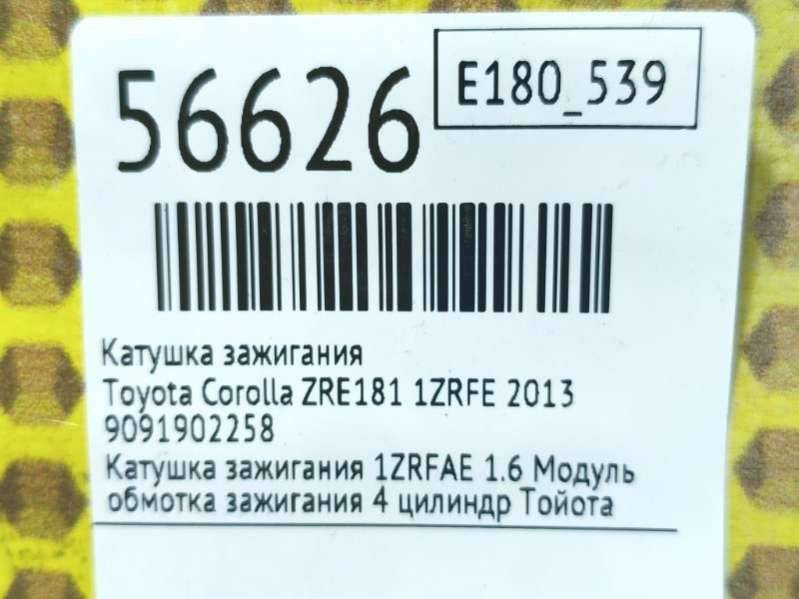 56626
E180_539
Катушка зажигания
Toyota Corolla ZRE181 1ZRFE 2013
9091902258
Катушка зажигания 1ZRFAE 1.6 Модуль
обмотка зажигания 4 цилиндр Тойота